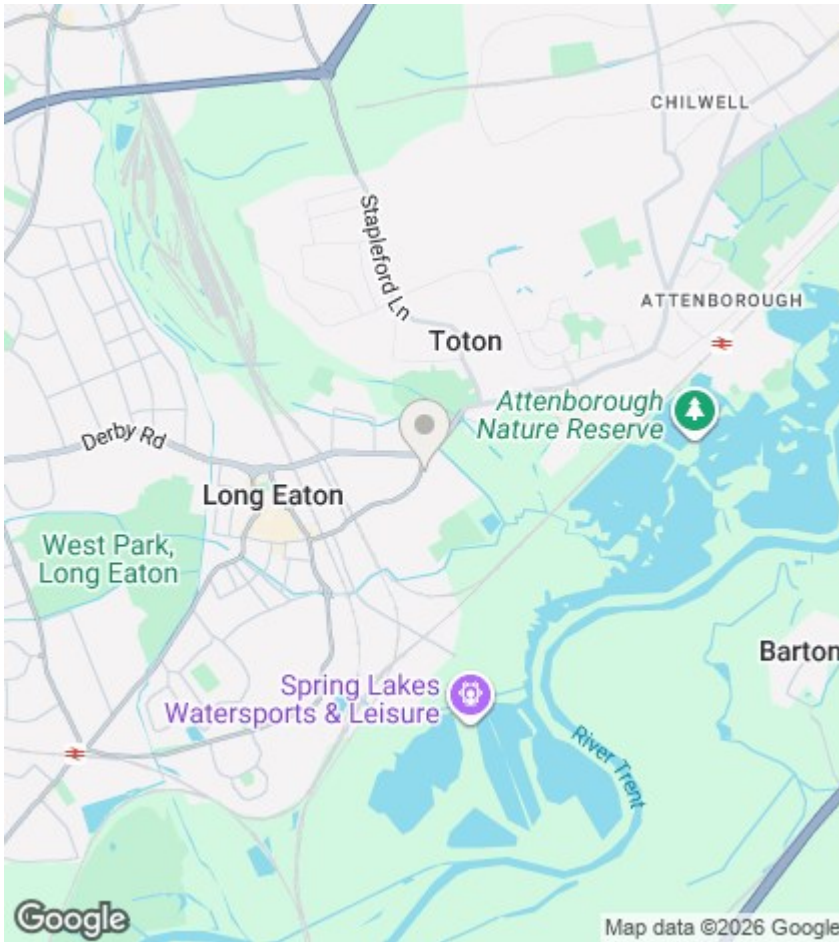 CHILWELL
Stapleford Ln
ATTENBOROUGH
Toton
Attenborough
Nature Reserve
Derby Rd
Long Eaton
West Park,
Long Eaton
Barton
Spring Lakes
Watersports & Leisure
River Trent
Google
Map data ©2026 Google